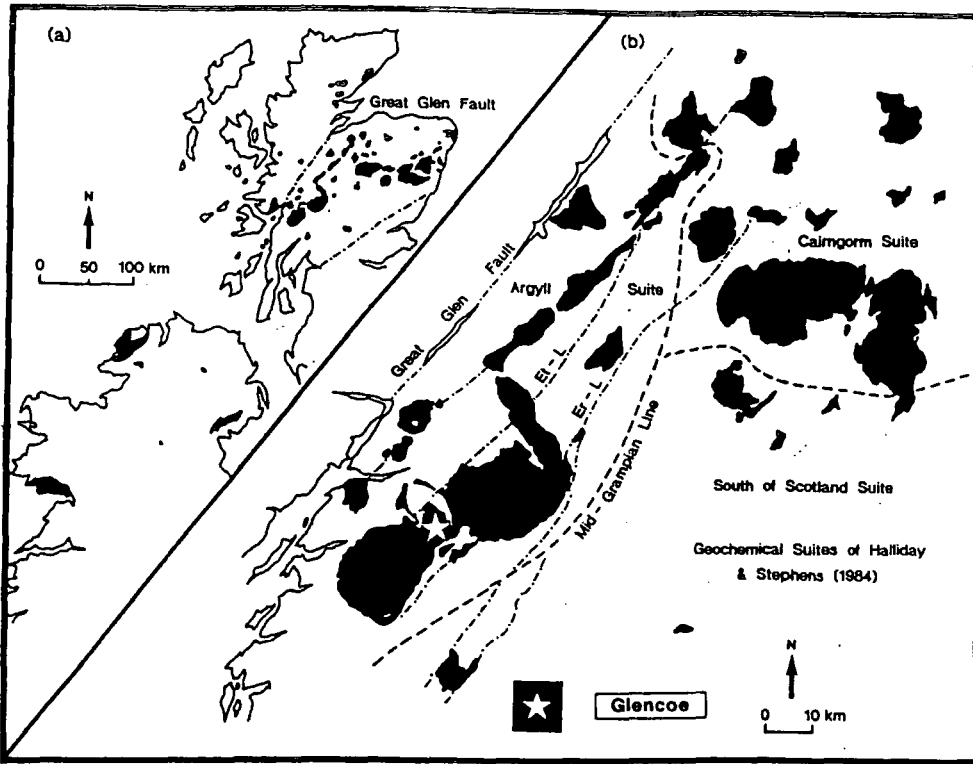 (a)
Great Glen Fault
N
0 50 100 km
(b)
Great Glen Fault
Argyll Suite
Cairngorm Suite
Et - L
Er - L
Mid Grampian Line
South of Scotland Suite
Geochemical Suites of Halliday
& Stephens (1984)
Glencoe
N
0 10 km